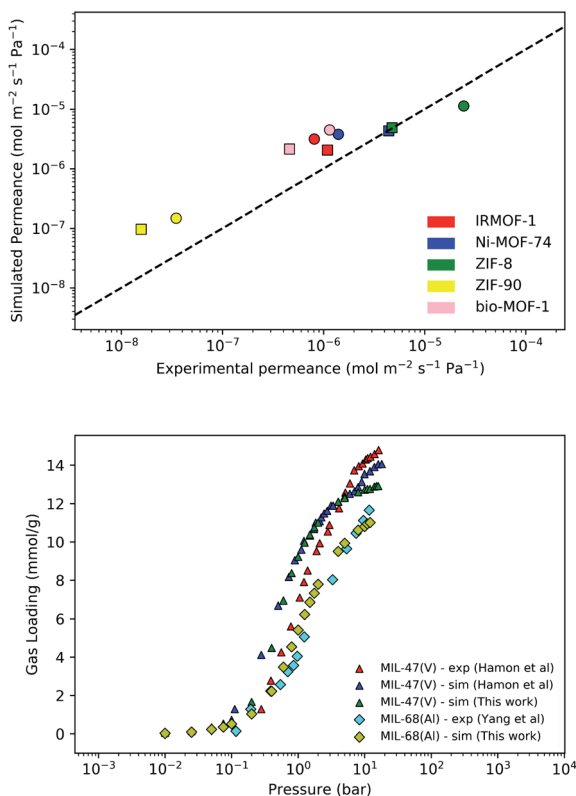 10⁻⁴
10⁻⁵
10⁻⁶
10⁻⁷
10⁻⁸
Simulated Permeance (mol m⁻² s⁻¹ Pa⁻¹)
IRMOF-1
Ni-MOF-74
ZIF-8
ZIF-90
bio-MOF-1
10⁻⁸ 10⁻⁷ 10⁻⁶ 10⁻⁵ 10⁻⁴
Experimental permeance (mol m⁻² s⁻¹ Pa⁻¹)
14
12
10
8
6
4
2
0
Gas Loading (mmol/g)
MIL-47(V) - exp (Hamon et al)
MIL-47(V) - sim (Hamon et al)
MIL-47(V) - sim (This work)
MIL-68(Al) - exp (Yang et al)
MIL-68(Al) - sim (This work)
10⁻³ 10⁻² 10⁻¹ 10⁰ 10¹ 10² 10³ 10⁴
Pressure (bar)